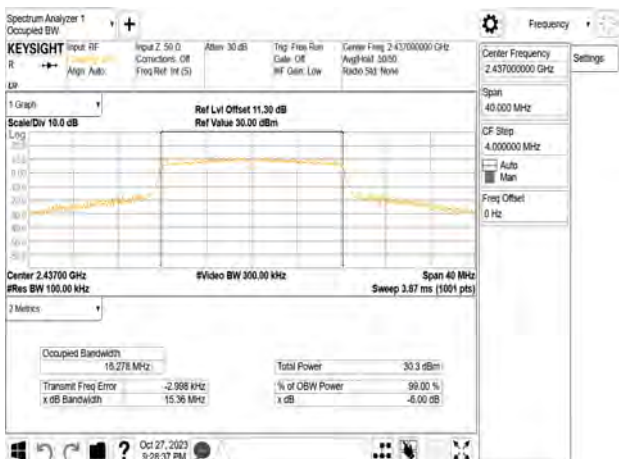 Spectrum Analyzer 1
Occupied BW
+
Frequency
KEYSIGHT Input: RF
R
Align: Auto
Input Z: 50 Ω
Corrections: Off
Freq Ref: Int (S)
Atten: 30 dB
Trig: Free Run
Gate: Off
#IF Gain: Low
Center Freq: 2.437000000 GHz
Avg|Hold: 50/50
Radio Std: None
Center Frequency
2.437000000 GHz
Settings
Span
40.000 MHz
CF Step
4.000000 MHz
Auto
Man
Freq Offset
0 Hz
1 Graph
Scale/Div 10.0 dB
Ref Lvl Offset 11.30 dB
Ref Value 30.00 dBm
Log
Center 2.43700 GHz
#Res BW 100.00 kHz
#Video BW 300.00 kHz
Span 40 MHz
Sweep 3.87 ms (1001 pts)
2 Metrics
Occupied Bandwidth
16.278 MHz
Total Power 30.3 dBm
Transmit Freq Error -2.998 kHz
% of OBW Power 99.00 %
x dB Bandwidth 15.36 MHz
x dB -6.00 dB
?
Oct 27, 2023
9:28:37 PM